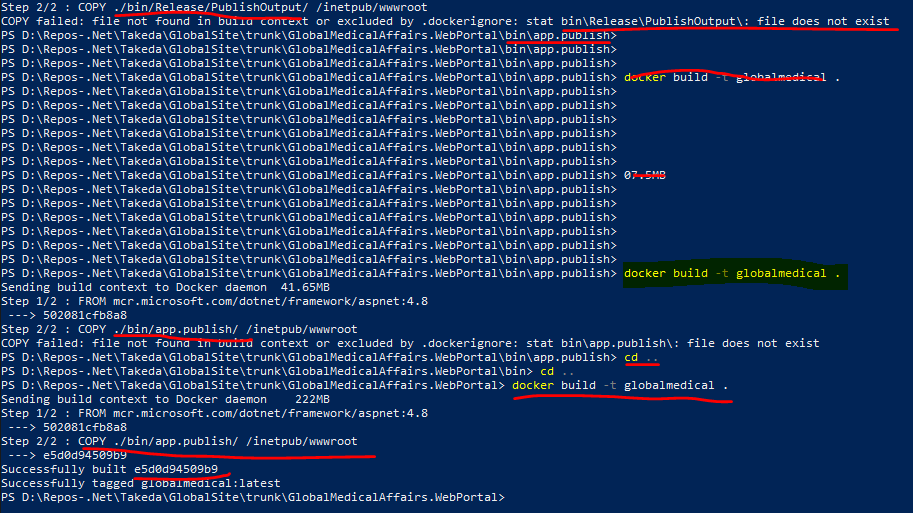 Step 2/2 : COPY ./bin/Release/PublishOutput/ /inetpub/wwwroot
COPY failed: file not found in build context or excluded by .dockerignore: stat bin\Release\PublishOutput\: file does not exist
PS D:\Repos-.Net\Takeda\GlobalSite\trunk\GlobalMedicalAffairs.WebPortal\bin\app.publish>
PS D:\Repos-.Net\Takeda\GlobalSite\trunk\GlobalMedicalAffairs.WebPortal\bin\app.publish>
PS D:\Repos-.Net\Takeda\GlobalSite\trunk\GlobalMedicalAffairs.WebPortal\bin\app.publish>
PS D:\Repos-.Net\Takeda\GlobalSite\trunk\GlobalMedicalAffairs.WebPortal\bin\app.publish> docker build -t globalmedical .
PS D:\Repos-.Net\Takeda\GlobalSite\trunk\GlobalMedicalAffairs.WebPortal\bin\app.publish>
PS D:\Repos-.Net\Takeda\GlobalSite\trunk\GlobalMedicalAffairs.WebPortal\bin\app.publish>
PS D:\Repos-.Net\Takeda\GlobalSite\trunk\GlobalMedicalAffairs.WebPortal\bin\app.publish>
PS D:\Repos-.Net\Takeda\GlobalSite\trunk\GlobalMedicalAffairs.WebPortal\bin\app.publish>
PS D:\Repos-.Net\Takeda\GlobalSite\trunk\GlobalMedicalAffairs.WebPortal\bin\app.publish>
PS D:\Repos-.Net\Takeda\GlobalSite\trunk\GlobalMedicalAffairs.WebPortal\bin\app.publish>
PS D:\Repos-.Net\Takeda\GlobalSite\trunk\GlobalMedicalAffairs.WebPortal\bin\app.publish> 07.5MB
PS D:\Repos-.Net\Takeda\GlobalSite\trunk\GlobalMedicalAffairs.WebPortal\bin\app.publish>
PS D:\Repos-.Net\Takeda\GlobalSite\trunk\GlobalMedicalAffairs.WebPortal\bin\app.publish>
PS D:\Repos-.Net\Takeda\GlobalSite\trunk\GlobalMedicalAffairs.WebPortal\bin\app.publish>
PS D:\Repos-.Net\Takeda\GlobalSite\trunk\GlobalMedicalAffairs.WebPortal\bin\app.publish>
PS D:\Repos-.Net\Takeda\GlobalSite\trunk\GlobalMedicalAffairs.WebPortal\bin\app.publish>
PS D:\Repos-.Net\Takeda\GlobalSite\trunk\GlobalMedicalAffairs.WebPortal\bin\app.publish>
PS D:\Repos-.Net\Takeda\GlobalSite\trunk\GlobalMedicalAffairs.WebPortal\bin\app.publish> docker build -t globalmedical .
Sending build context to Docker daemon  41.65MB
Step 1/2 : FROM mcr.microsoft.com/dotnet/framework/aspnet:4.8
 ---> 502081cfb8a8
Step 2/2 : COPY ./bin/app.publish/ /inetpub/wwwroot
COPY failed: file not found in build context or excluded by .dockerignore: stat bin\app.publish\: file does not exist
PS D:\Repos-.Net\Takeda\GlobalSite\trunk\GlobalMedicalAffairs.WebPortal\bin\app.publish> cd ..
PS D:\Repos-.Net\Takeda\GlobalSite\trunk\GlobalMedicalAffairs.WebPortal\bin> cd ..
PS D:\Repos-.Net\Takeda\GlobalSite\trunk\GlobalMedicalAffairs.WebPortal> docker build -t globalmedical .
Sending build context to Docker daemon    222MB
Step 1/2 : FROM mcr.microsoft.com/dotnet/framework/aspnet:4.8
 ---> 502081cfb8a8
Step 2/2 : COPY ./bin/app.publish/ /inetpub/wwwroot
 ---> e5d0d94509b9
Successfully built e5d0d94509b9
Successfully tagged globalmedical:latest
PS D:\Repos-.Net\Takeda\GlobalSite\trunk\GlobalMedicalAffairs.WebPortal>